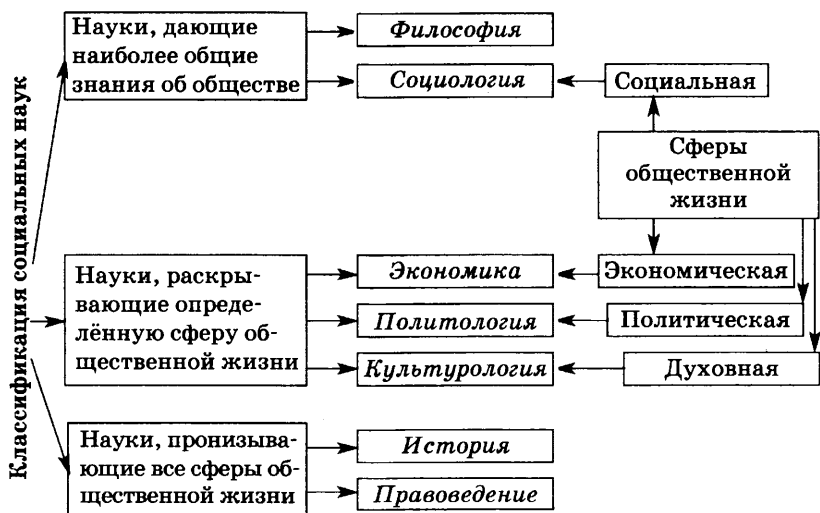 Классификация социальных наук
Науки, дающие
наиболее общие
знания об обществе
Философия
Социология
Социальная
Сферы
общественной
жизни
Науки, раскры-
вающие опреде-
лённую сферу об-
щественной жизни
Экономика
Экономическая
Политология
Политическая
Культурология
Духовная
Науки, пронизыва-
ющие все сферы об-
щественной жизни
История
Правоведение